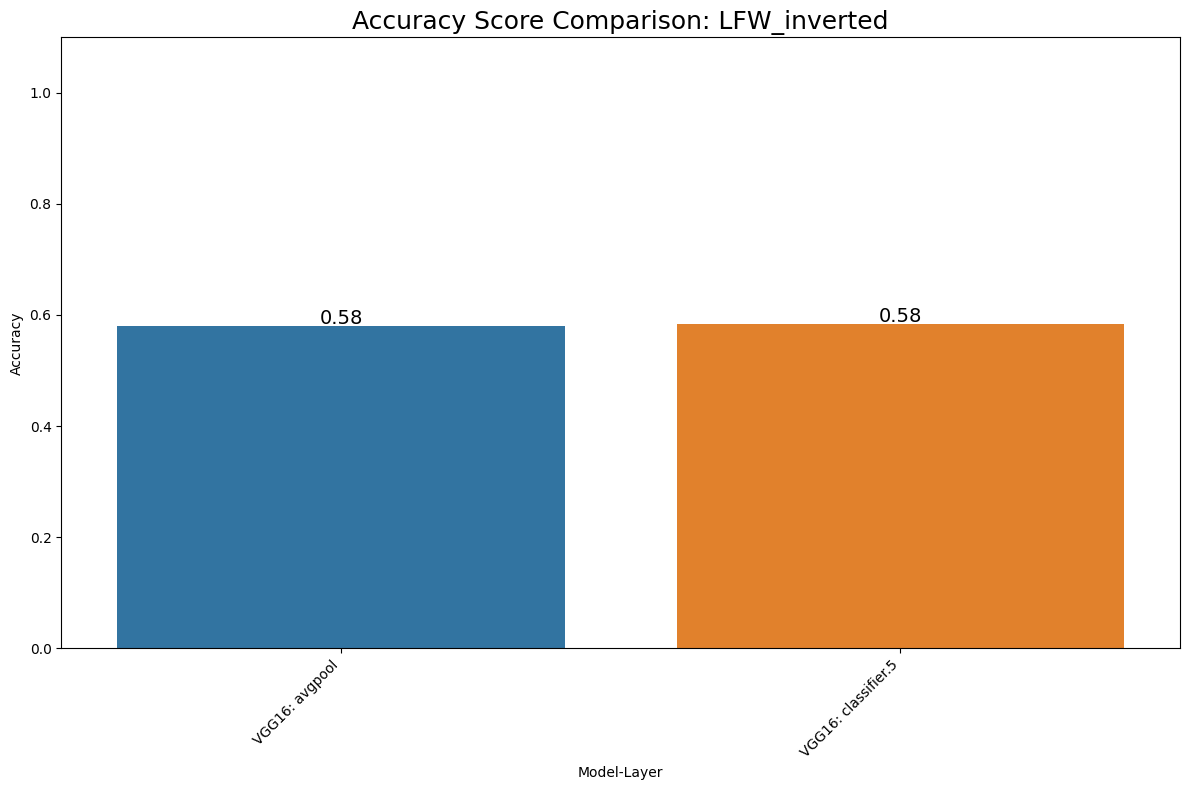 Accuracy Score Comparison: LFW_inverted
Accuracy
1.0
0.8
0.6
0.4
0.2
0.0
0.58
0.58
VGG16: avgpool
VGG16: classifier.5
Model-Layer